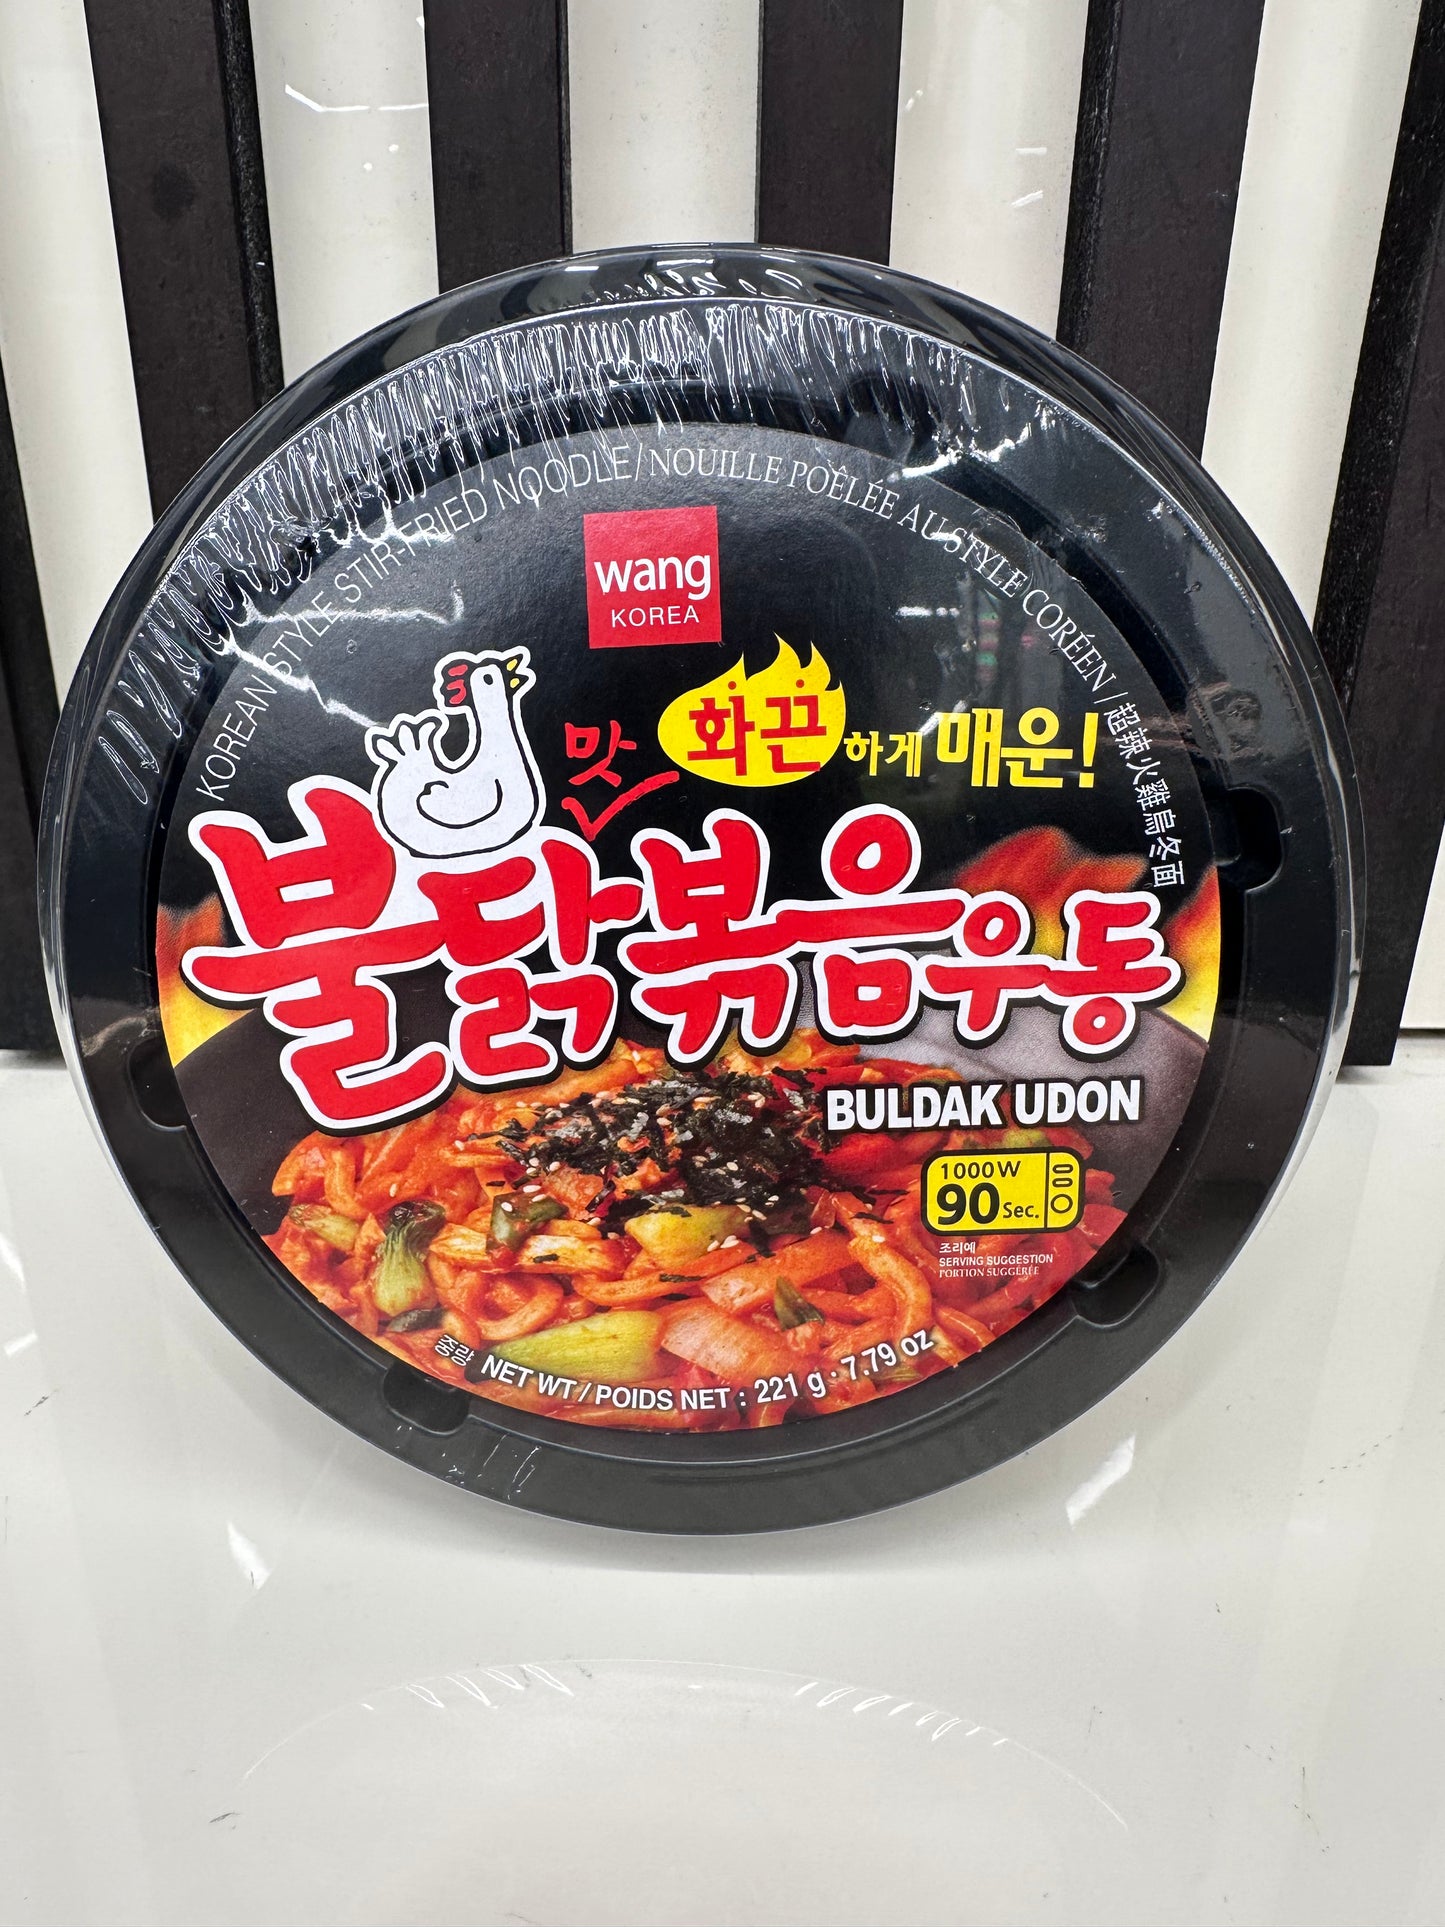 KOREAN STYLE STIR-FRIED NOODLE/NOUILLE POÊLÉE AU STYLE CORÉEN/超辣火雞烏冬面
wang
KOREA
화끈하게 매운!
맛
불닭볶음우동
BULDAK UDON
1000W
90 Sec.
조리예
SERVING SUGGESTION
PORTION SUGGÉRÉE
중량 NET WT / POIDS NET : 221 g · 7.79 oz